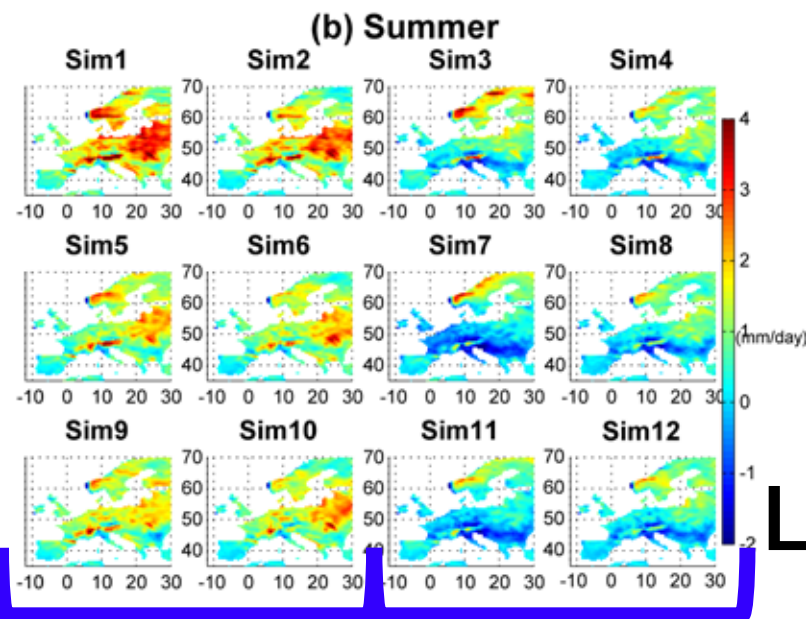 (b) Summer
Sim1 Sim2 Sim3 Sim4
70 70 70 4
60 60 60
50 50 50 3
40 40 40
-10 0 10 20 30 -10 0 10 20 30 -10 0 10 20 30 -10 0 10 20 30
Sim5 Sim6 Sim7 Sim8
70 70 70 2
60 60 60
50 50 50 1
(mm/day)
40 40 40
-10 0 10 20 30 -10 0 10 20 30 -10 0 10 20 30 -10 0 10 20 30
0
Sim9 Sim10 Sim11 Sim12
70 70 70
60 60 60 -1
50 50 50
40 40 40 -2
-10 0 10 20 30 -10 0 10 20 30 -10 0 10 20 30 -10 0 10 20 30